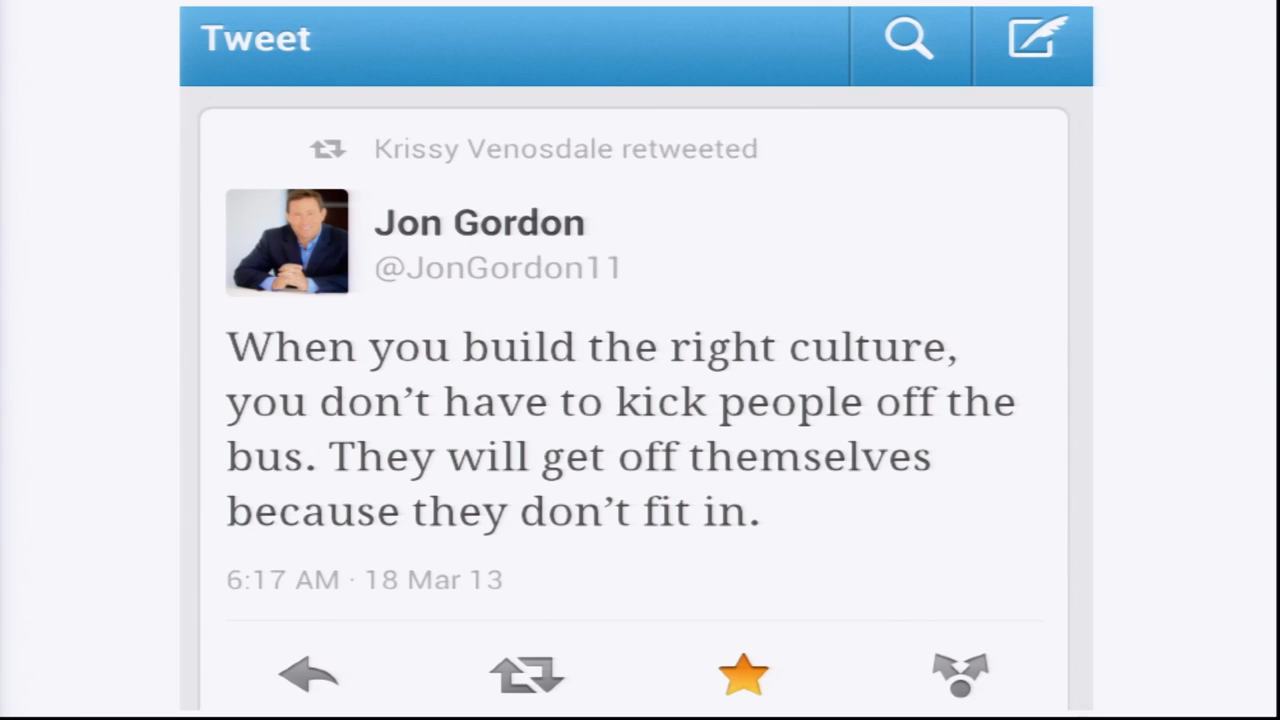 Tweet
Krissy Venosdale retweeted
Jon Gordon
@JonGordon11
When you build the right culture,
you don’t have to kick people off the
bus. They will get off themselves
because they don’t fit in.
6:17 AM · 18 Mar 13